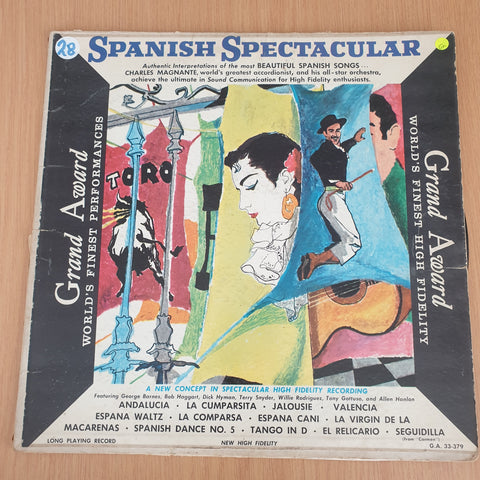 28
SPANISH SPECTACULAR
Authentic Interpretations of the most BEAUTIFUL SPANISH SONGS...
CHARLES MAGNANTE, world's greatest accordionist, and his all-star orchestra,
achieve the ultimate in Sound Communication for High Fidelity enthusiasts.
Grand Award
WORLD'S FINEST PERFORMANCES
TORO
Grand Award
WORLD'S FINEST HIGH FIDELITY
A NEW CONCEPT IN SPECTACULAR HIGH FIDELITY RECORDING
Featuring George Barnes, Bob Haggart, Dick Hyman, Terry Snyder, Willie Rodriguez, Tony Gottuso, and Allen Hanlon
ANDALUCIA · LA CUMPARSITA · JALOUSIE · VALENCIA
ESPANA WALTZ · LA COMPARSA · ESPANA CANI · LA VIRGIN DE LA
MACARENAS · SPANISH DANCE NO. 5 · TANGO IN D · EL RELICARIO · SEGUIDILLA
(from "Carmen")
LONG PLAYING RECORD
NEW HIGH FIDELITY
G.A. 33-379